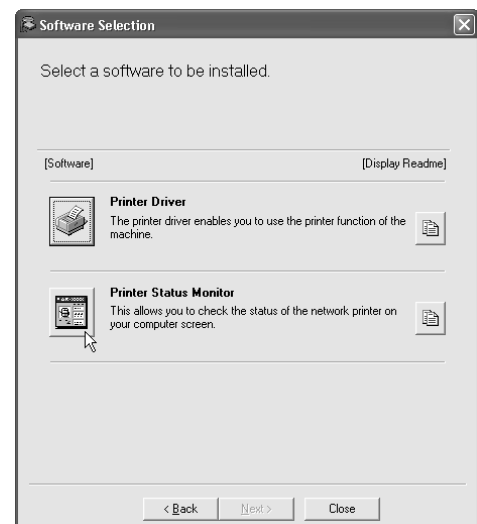 Software Selection
Select a software to be installed.
[Software] [Display Readme]
Printer Driver
The printer driver enables you to use the printer function of the
machine.
Printer Status Monitor
This allows you to check the status of the network printer on
your computer screen.
< Back Next > Close